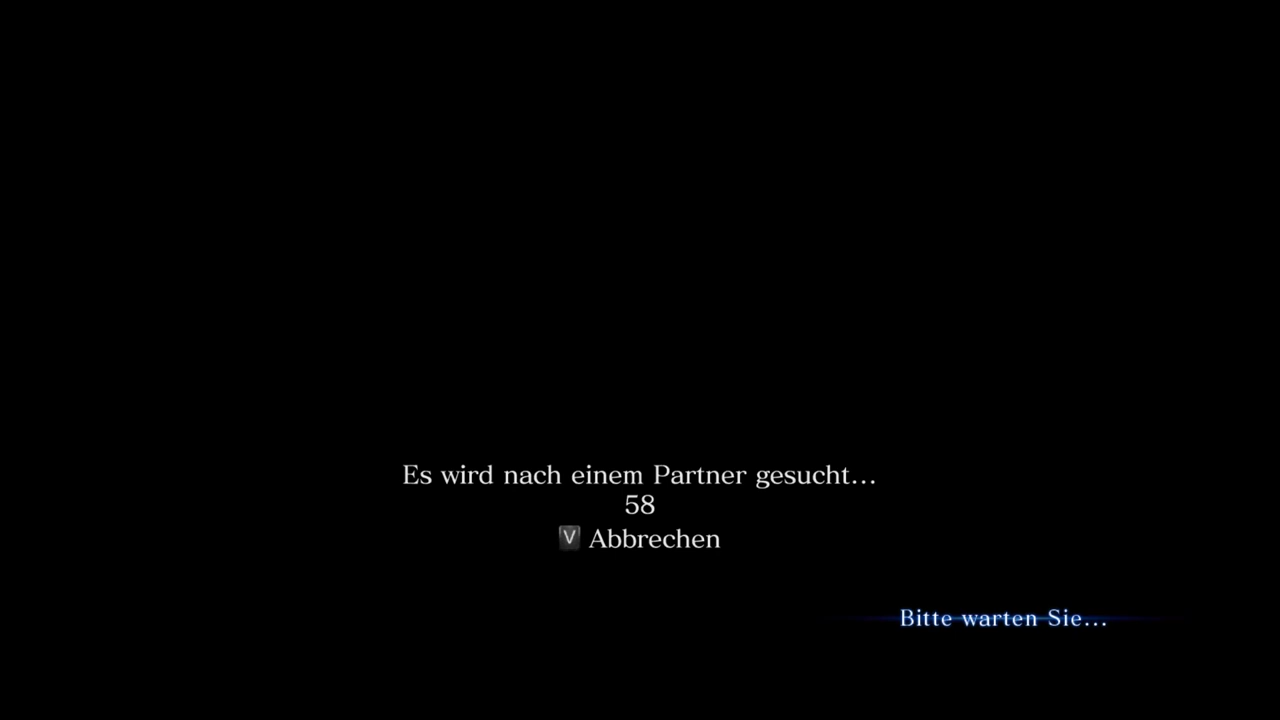 Es wird nach einem Partner gesucht...
58
V Abbrechen
Bitte warten Sie...